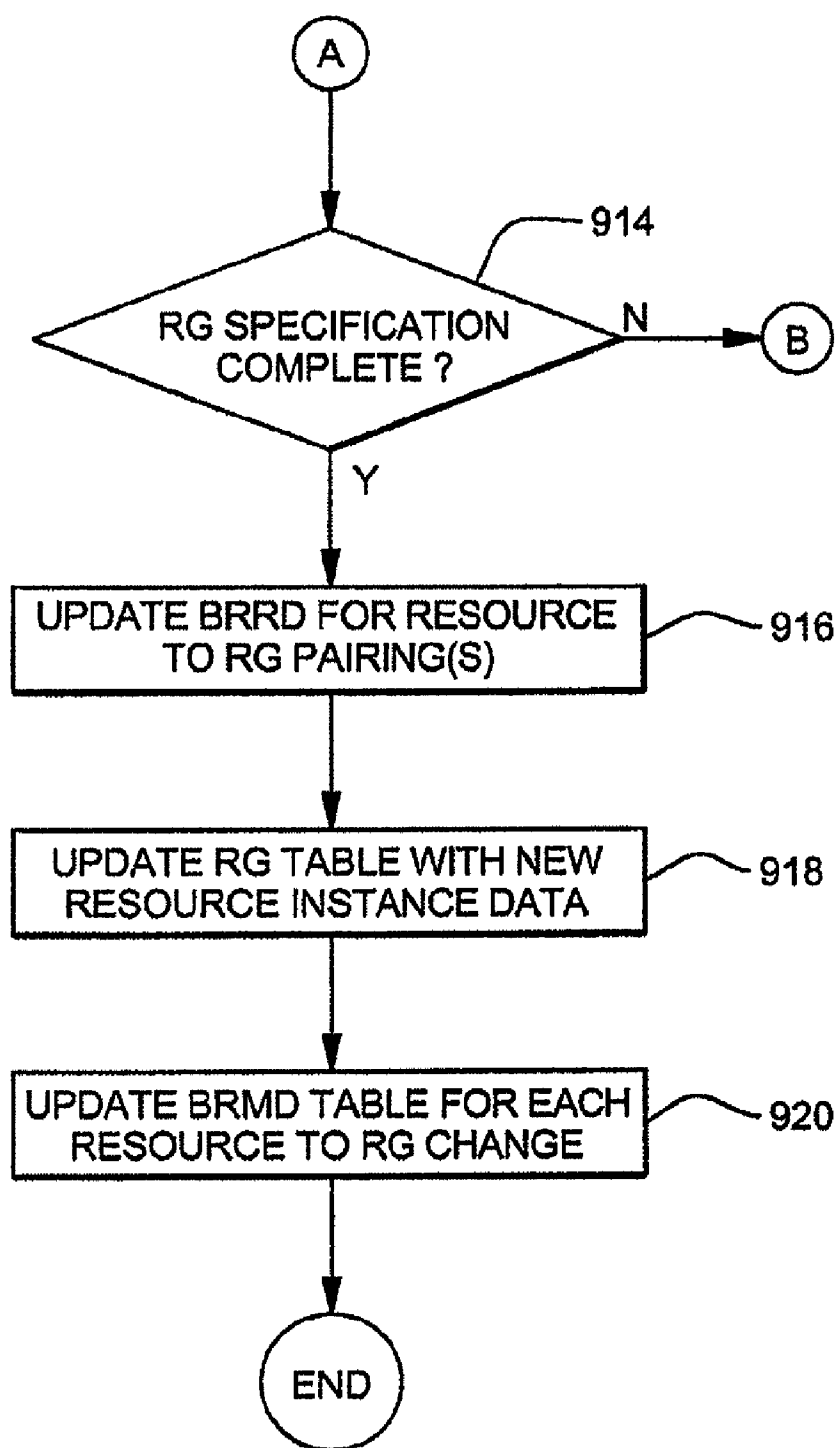 A
914
RG SPECIFICATION
COMPLETE ?
N
B
Y
UPDATE BRRD FOR RESOURCE
TO RG PAIRING(S)
916
UPDATE RG TABLE WITH NEW
RESOURCE INSTANCE DATA
918
UPDATE BRMD TABLE FOR EACH
RESOURCE TO RG CHANGE
920
END